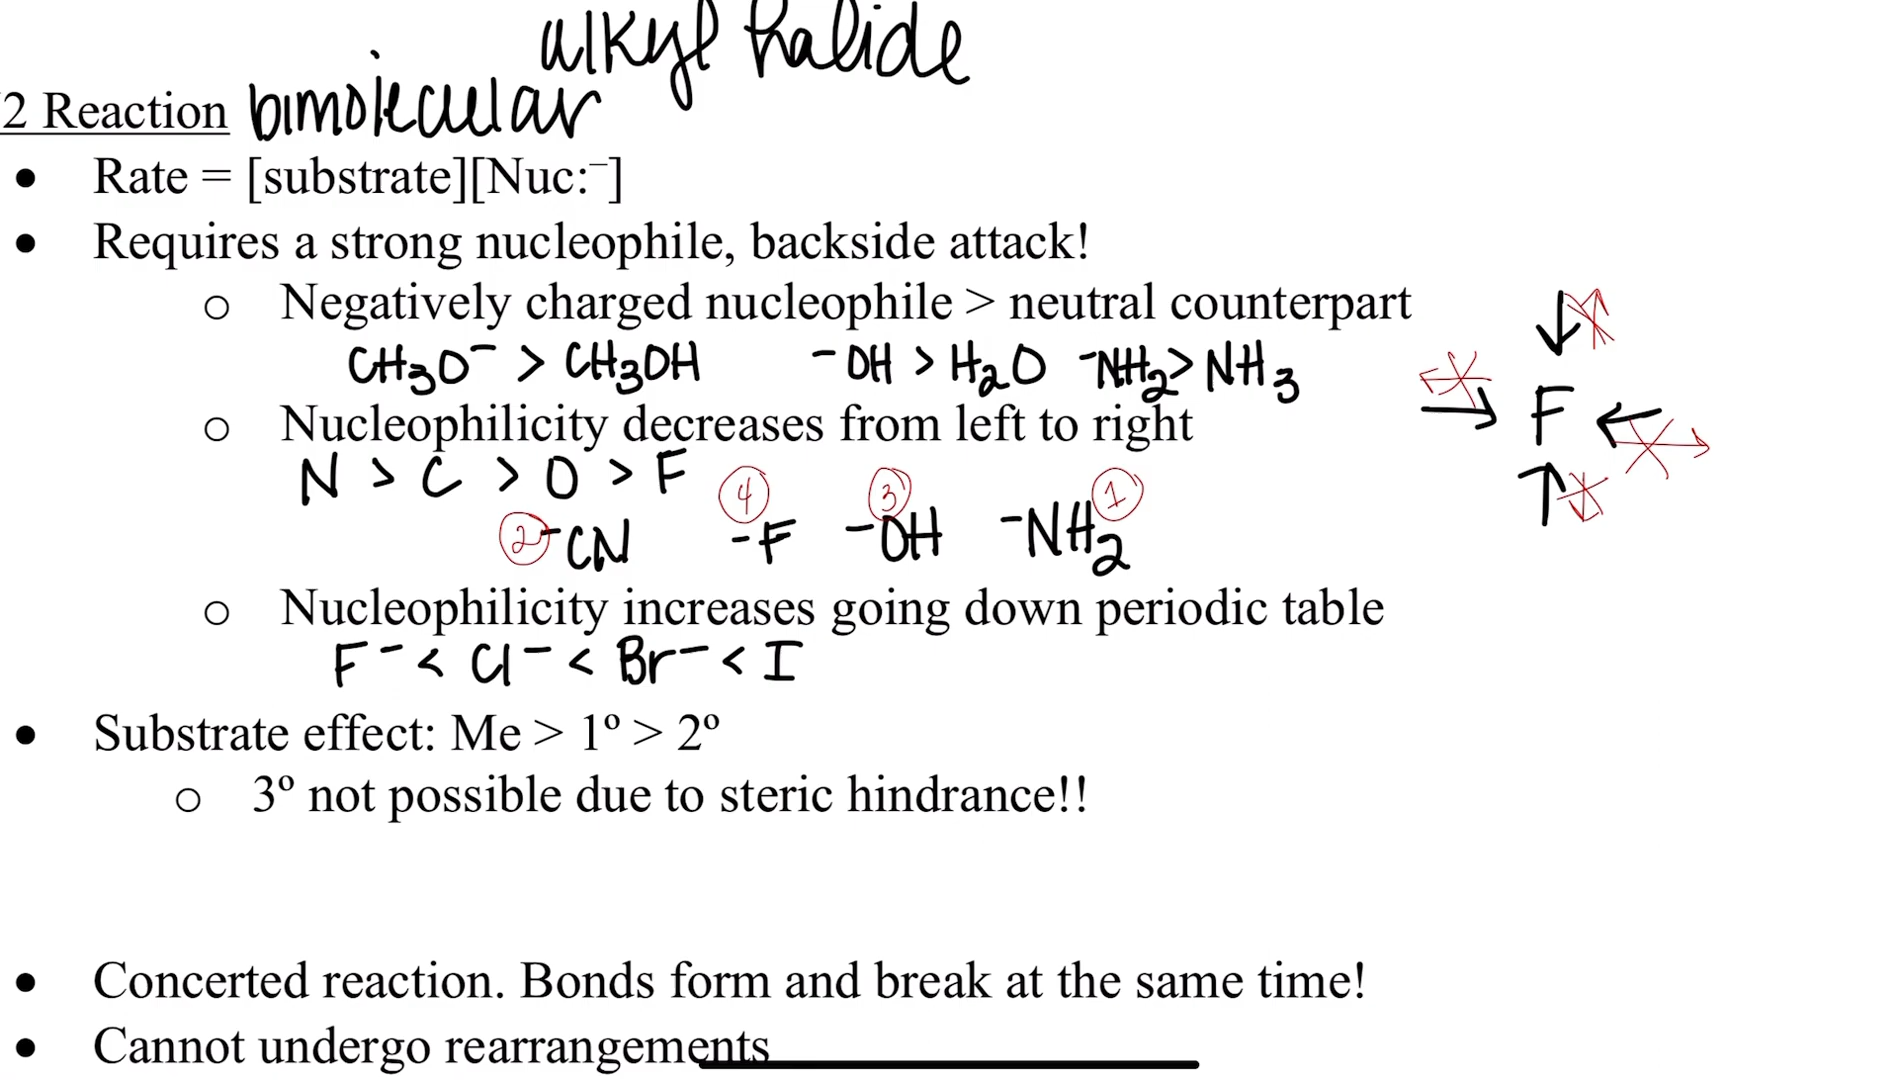 alkyl halide
2 Reaction bimolecular
• Rate = [substrate][Nuc:⁻]
• Requires a strong nucleophile, backside attack!
o Negatively charged nucleophile > neutral counterpart
CH₃O⁻ > CH₃OH ⁻OH > H₂O ⁻NH₂ > NH₃
F
o Nucleophilicity decreases from left to right
N > C > O > F
④ ③ ①
② ⁻CN ⁻F ⁻OH ⁻NH₂
o Nucleophilicity increases going down periodic table
F⁻ < Cl⁻ < Br⁻ < I
• Substrate effect: Me > 1º > 2º
o 3º not possible due to steric hindrance!!
• Concerted reaction. Bonds form and break at the same time!
• Cannot undergo rearrangements